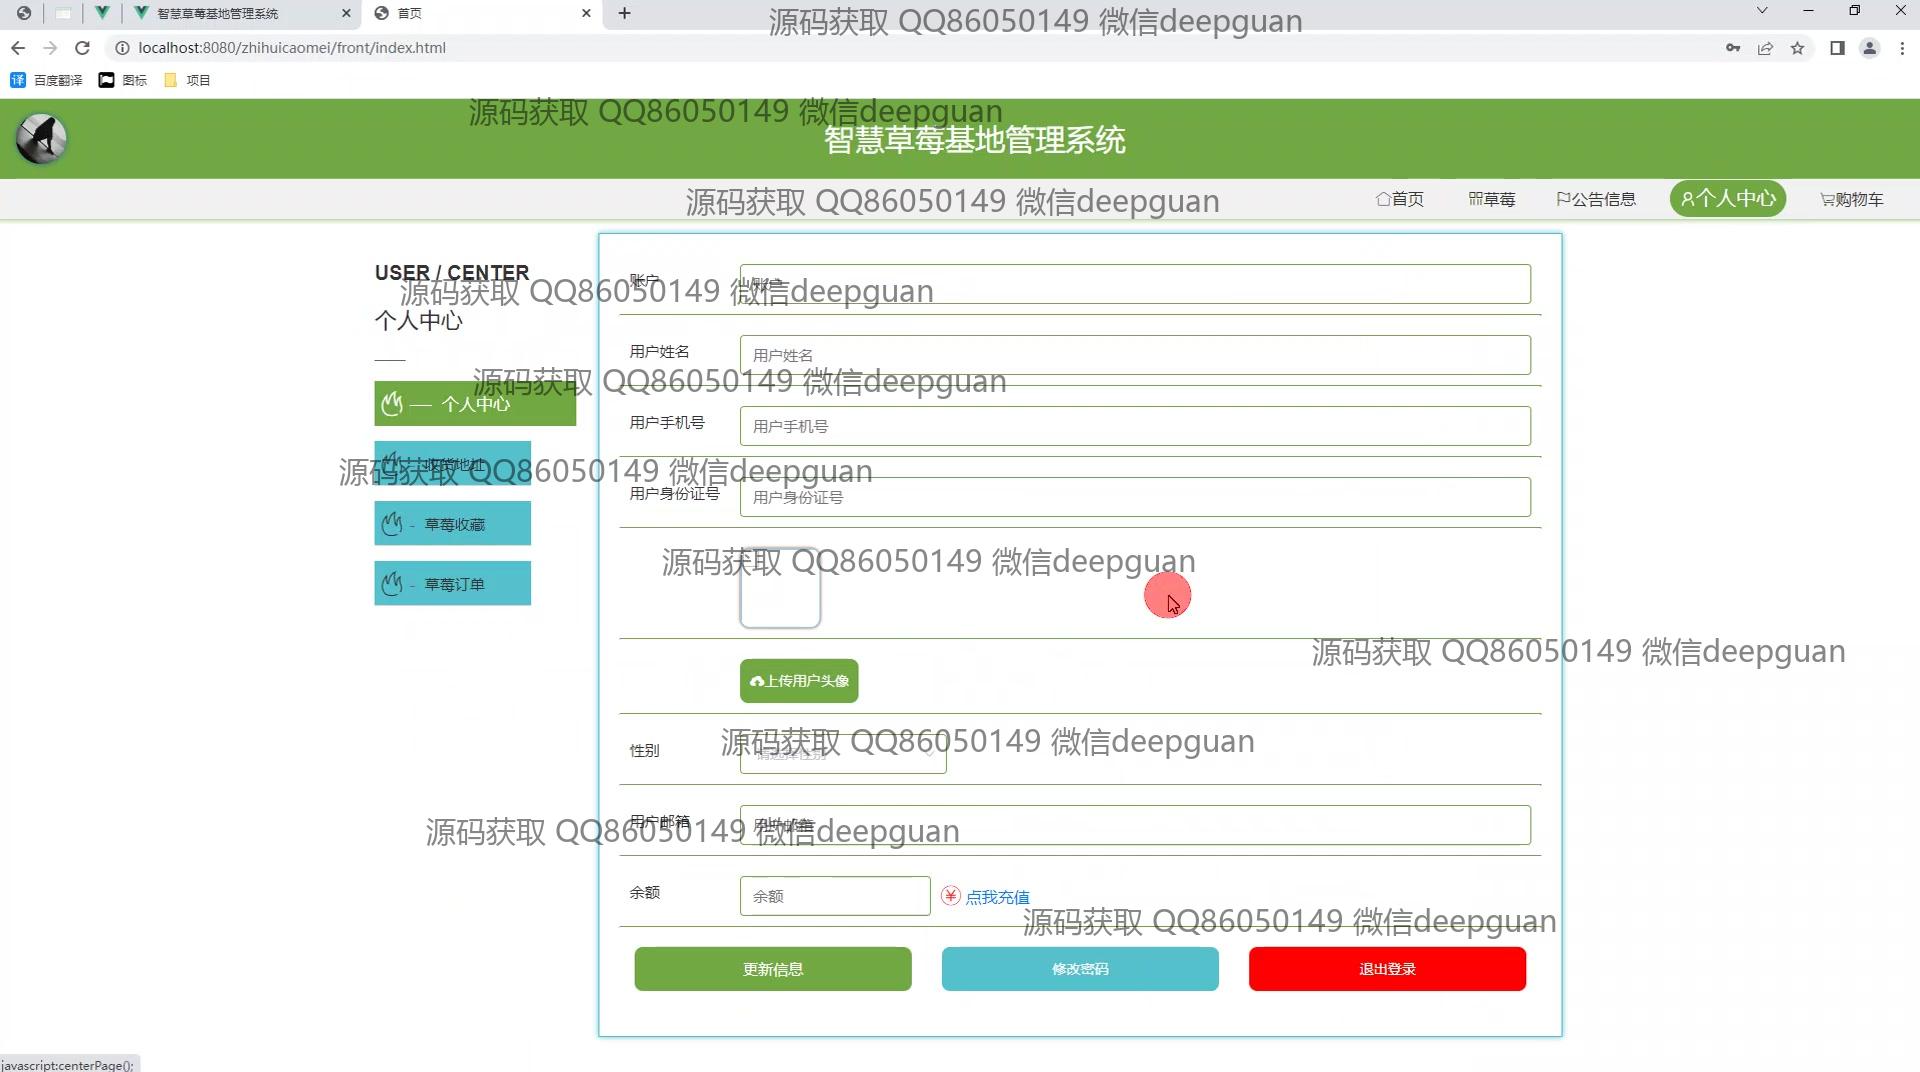 智慧草莓基地管理系统
首页
源码获取 QQ86050149 微信deepguan
localhost:8080/zhihuicaomei/front/index.html
百度翻译 图标 项目
源码获取 QQ86050149 微信deepguan
智慧草莓基地管理系统
源码获取 QQ86050149 微信deepguan
首页 草莓 公告信息 个人中心 购物车
USER / CENTER
账户 账户
源码获取 QQ86050149 微信deepguan
个人中心
用户姓名 用户姓名
源码获取 QQ86050149 微信deepguan
个人中心
用户手机号 用户手机号
收货地址
源码获取 QQ86050149 微信deepguan
用户身份证号 用户身份证号
草莓收藏
源码获取 QQ86050149 微信deepguan
草莓订单
源码获取 QQ86050149 微信deepguan
上传用户头像
源码获取 QQ86050149 微信deepguan
性别 请选择性别
用户邮箱 用户邮箱
源码获取 QQ86050149 微信deepguan
余额 余额 ¥ 点我充值
源码获取 QQ86050149 微信deepguan
更新信息 修改密码 退出登录
javascript:centerPage();